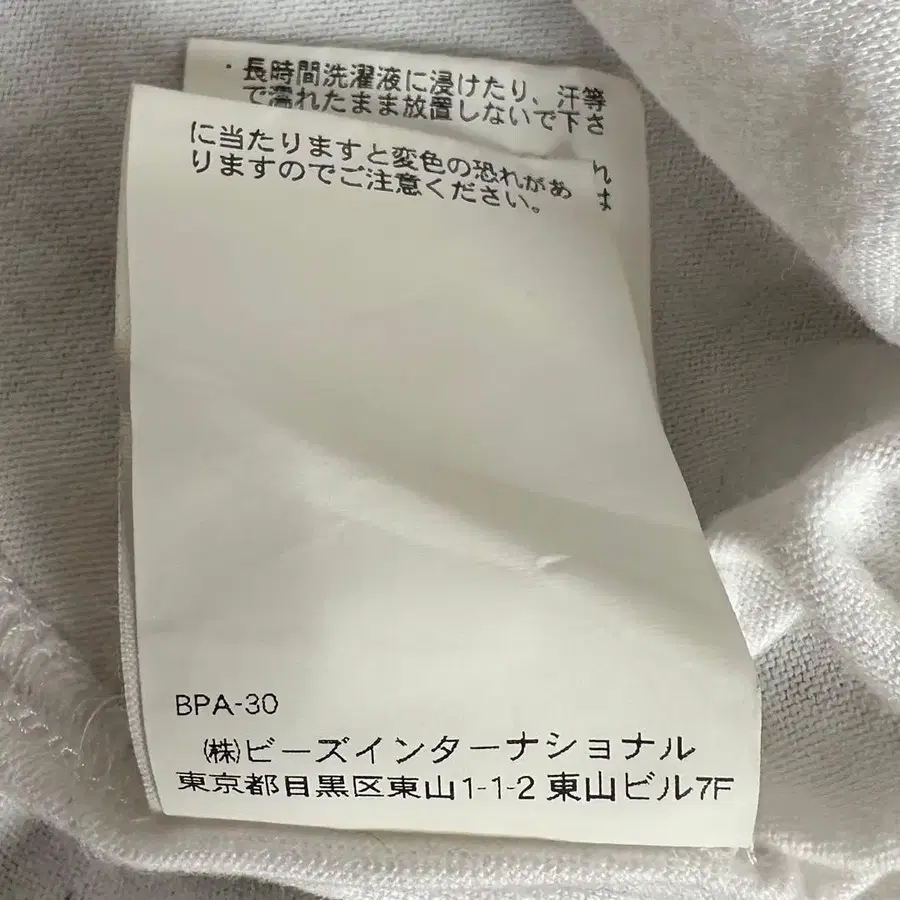 ・長時間洗濯液に浸けたり、汗等
で濡れたまま放置しないで下さ
ん
に当たりますと変色の恐れがあ
りますのでご注意ください。
BPA-30
㈱ビーズインターナショナル
東京都目黒区東山1-1-2 東山ビル7F